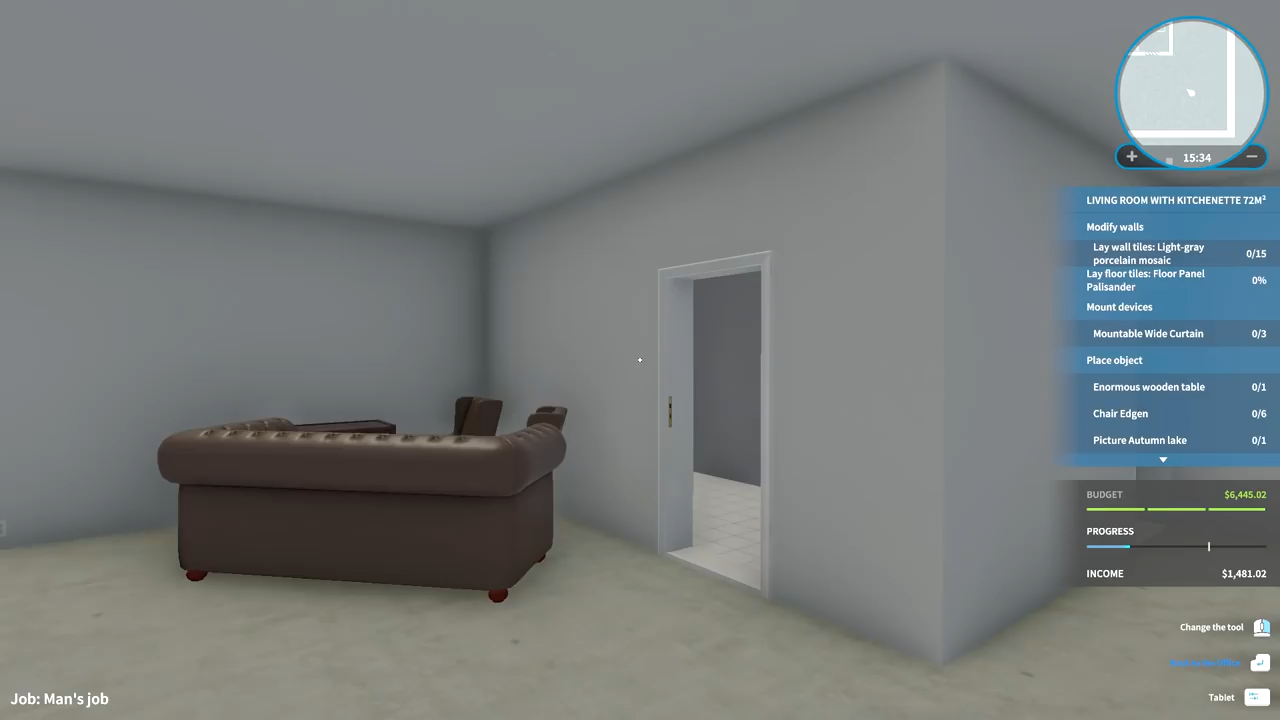 15:34
LIVING ROOM WITH KITCHENETTE 72M²
Modify walls
Lay wall tiles: Light-gray
porcelain mosaic 0/15
Lay floor tiles: Floor Panel
Palisander 0%
Mount devices
Mountable Wide Curtain 0/3
Place object
Enormous wooden table 0/1
Chair Edgen 0/6
Picture Autumn lake 0/1
BUDGET $6,445.02
PROGRESS
INCOME $1,481.02
Change the tool
Tablet
Job: Man's job